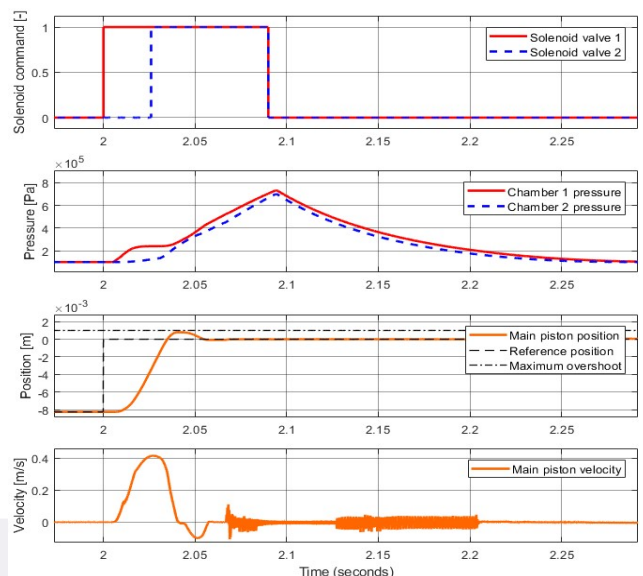 Solenoid command [-]
1
0.5
0
Solenoid valve 1
Solenoid valve 2
2 2.05 2.1 2.15 2.2 2.25
× 10⁵
Pressure [Pa]
8
6
4
2
Chamber 1 pressure
Chamber 2 pressure
2 2.05 2.1 2.15 2.2 2.25
× 10⁻³
Position [m]
2
0
-2
-4
-6
-8
Main piston position
Reference position
Maximum overshoot
2 2.05 2.1 2.15 2.2 2.25
Velocity [m/s]
0.4
0.2
0
Main piston velocity
2 2.05 2.1 2.15 2.2 2.25
Time (seconds)